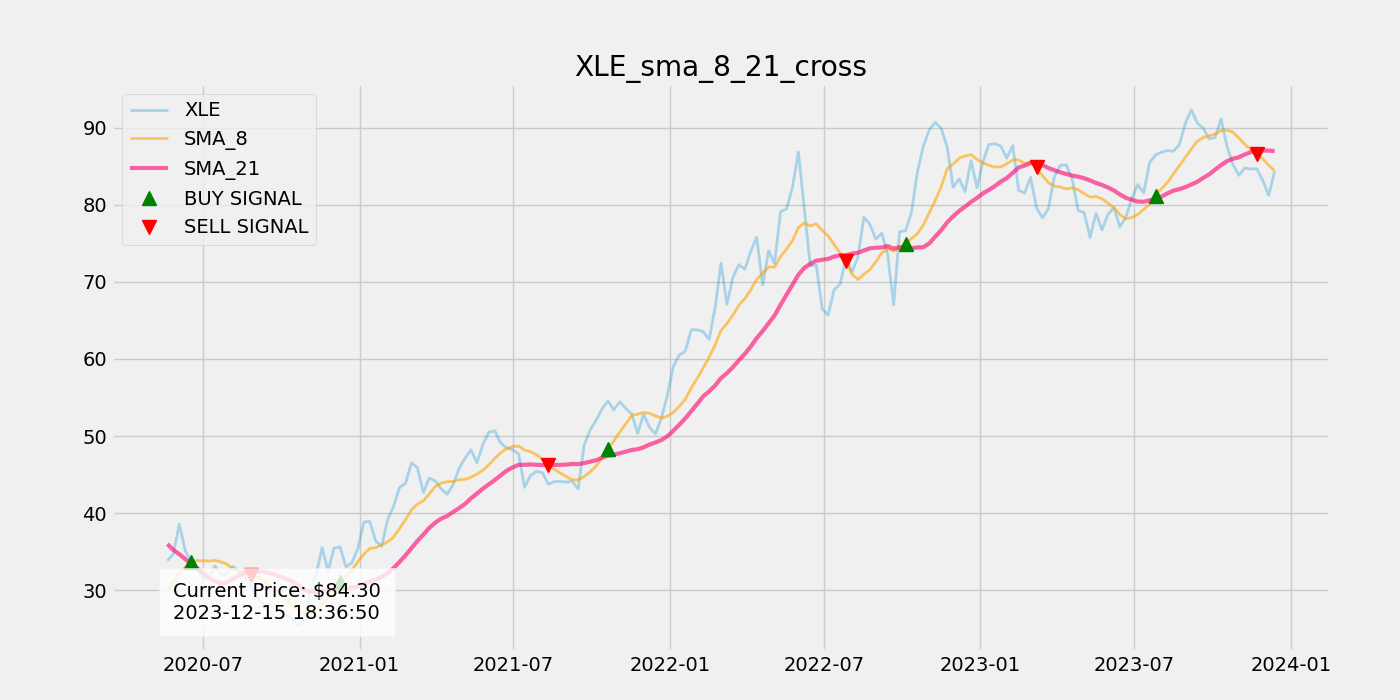 XLE_sma_8_21_cross
XLE
SMA_8
SMA_21
BUY SIGNAL
SELL SIGNAL
90
80
70
60
50
40
30
Current Price: $84.30
2023-12-15 18:36:50
2020-07
2021-01
2021-07
2022-01
2022-07
2023-01
2023-07
2024-01